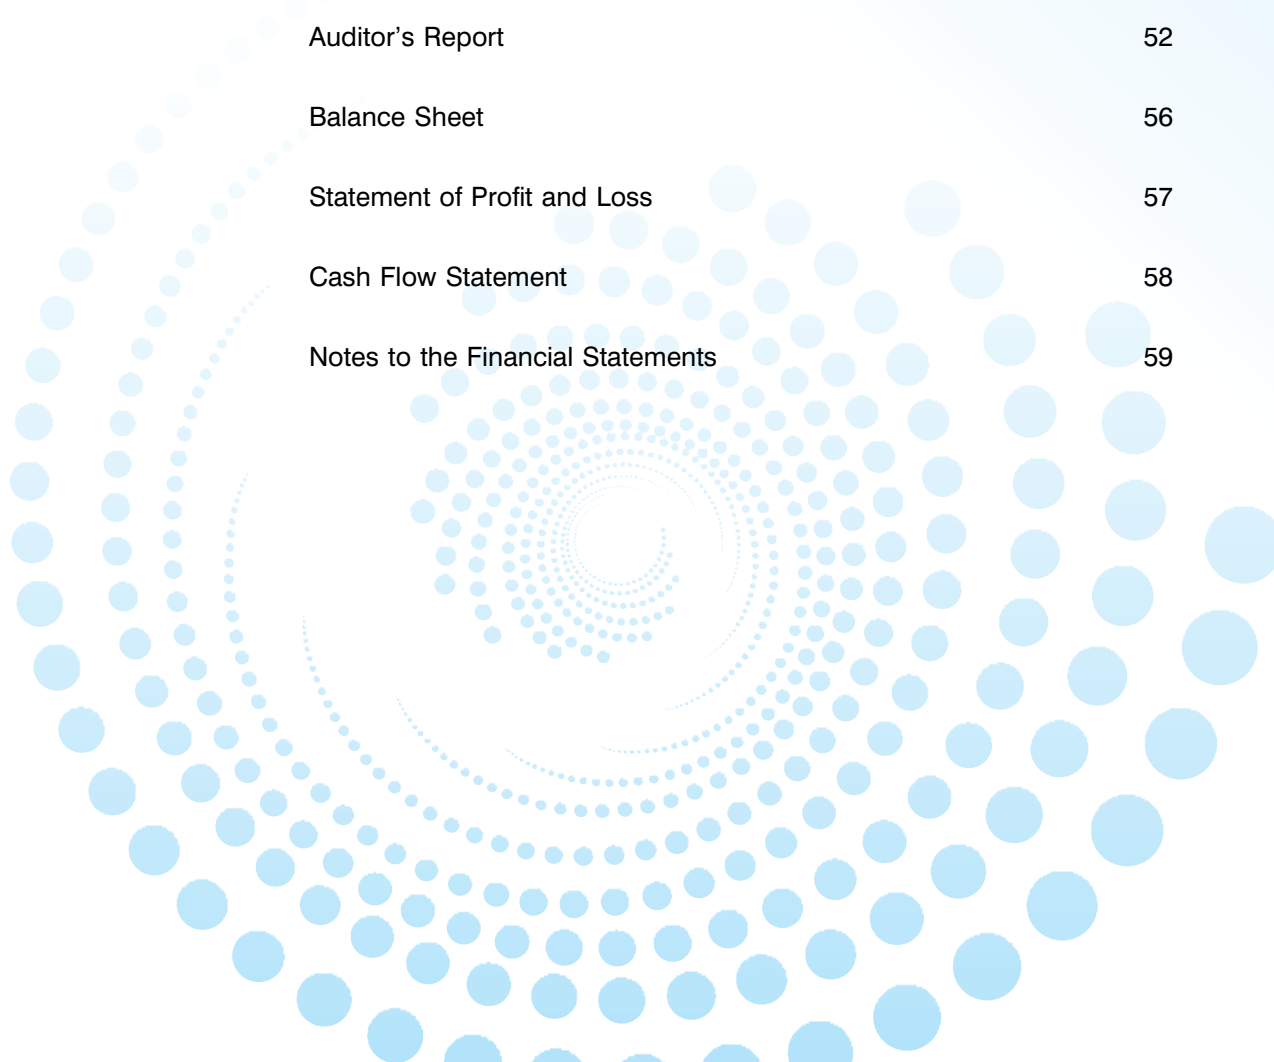 Auditor’s Report 52
Balance Sheet 56
Statement of Profit and Loss 57
Cash Flow Statement 58
Notes to the Financial Statements 59